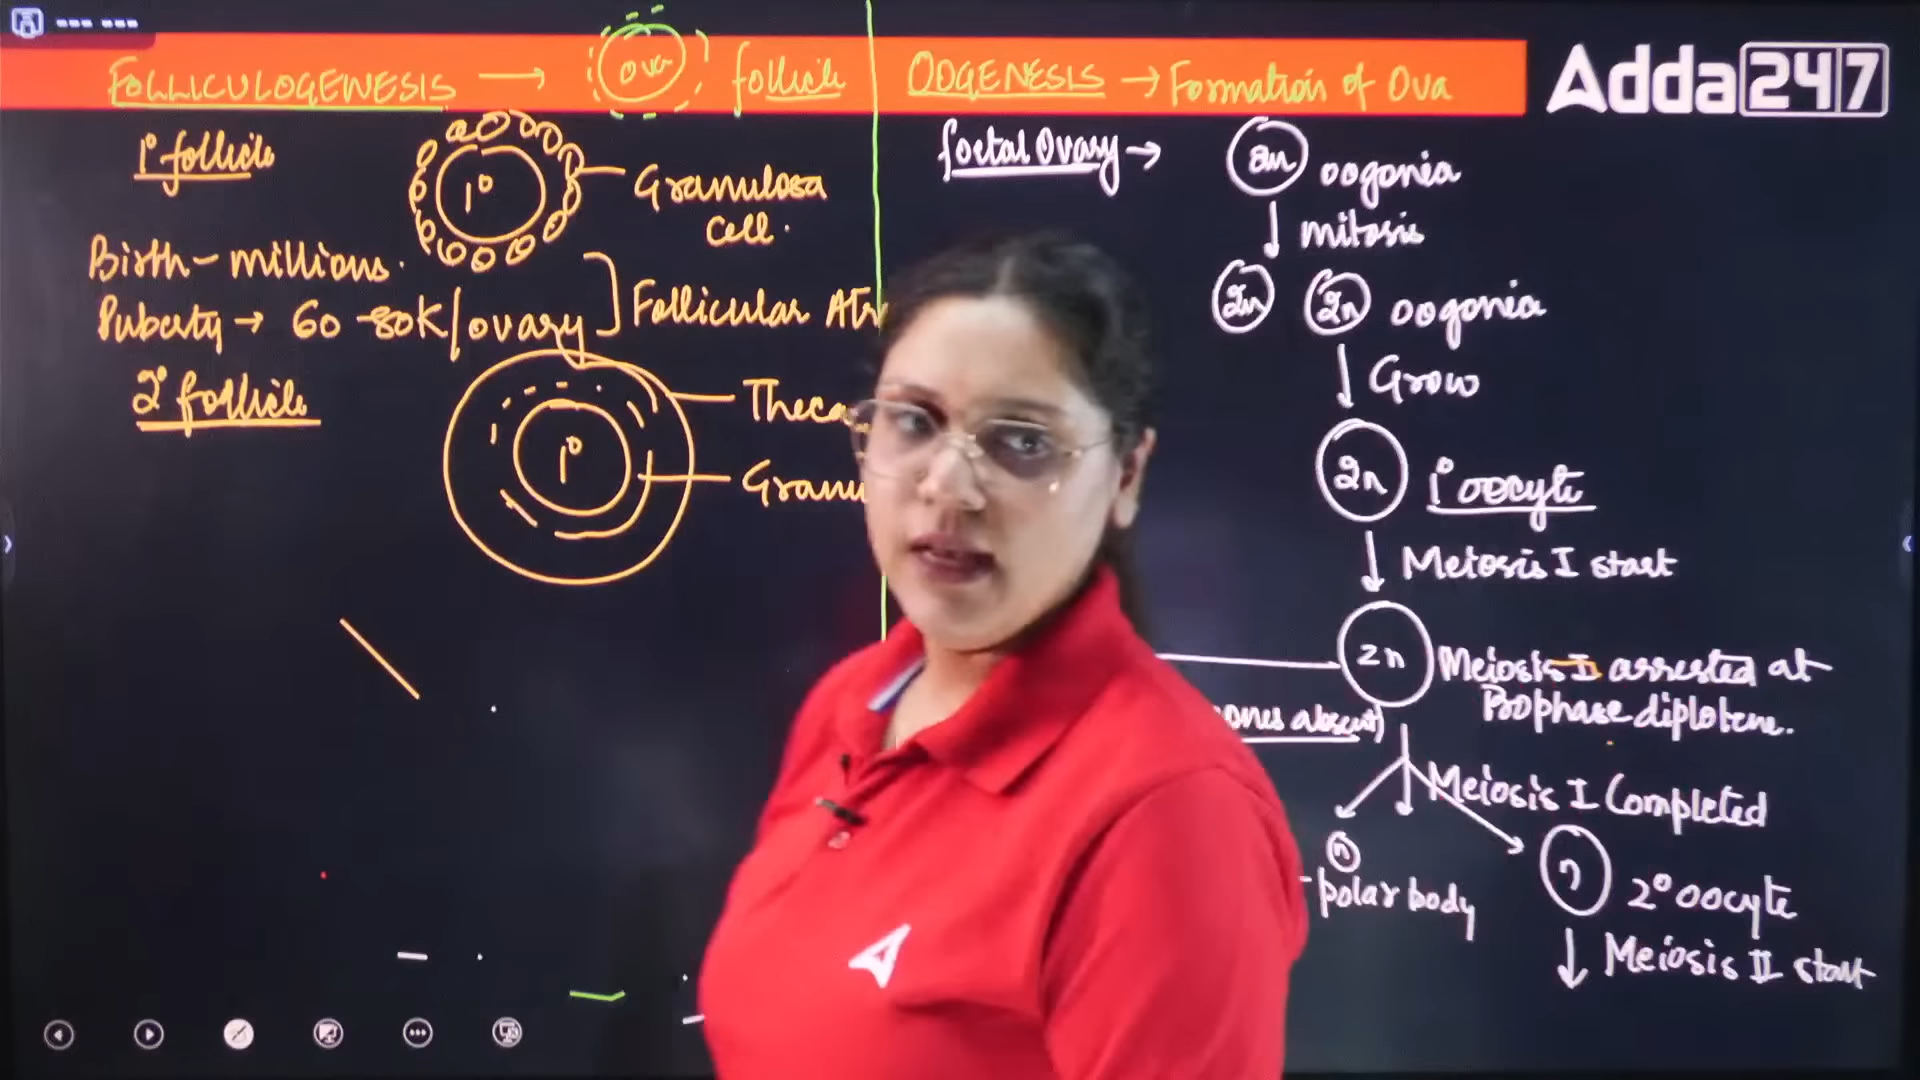 FOLLICULOGENESIS → ova follicle
1° follicle
1°
Granulosa
cell.
Birth - millions.
Puberty → 60-80K/ovary
Follicular Atr
2° follicle
1°
Theca
Granu
OOGENESIS → Formation of Ova
Adda247
foetal Ovary →
2n oogonia
mitosis
2n 2n oogonia
Grow
2n 1° oocyte
Meiosis I start
2n Meiosis I arrested at
Prophase diplotene.
ones absent)
Meiosis I Completed
n
polar body
n 2° oocyte
Meiosis II start